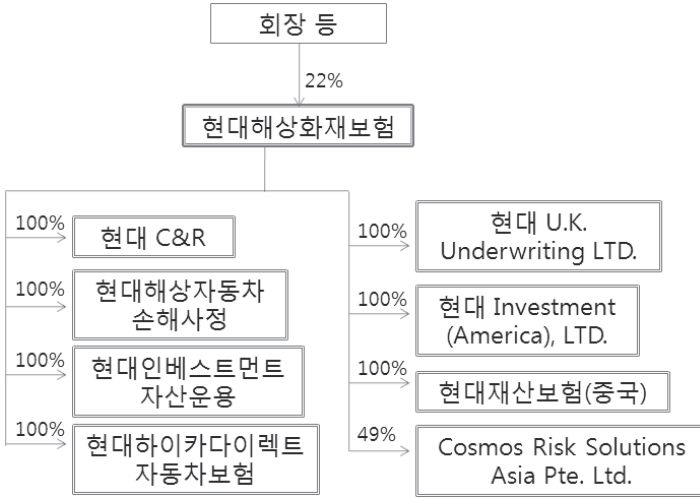 회장 등
22%
현대해상화재보험
100%
현대 C&R
100%
현대해상자동차
손해사정
100%
현대인베스트먼트
자산운용
100%
현대하이카다이렉트
자동차보험
100%
현대 U.K.
Underwriting LTD.
100%
현대 Investment
(America), LTD.
100%
현대재산보험(중국)
49%
Cosmos Risk Solutions
Asia Pte. Ltd.